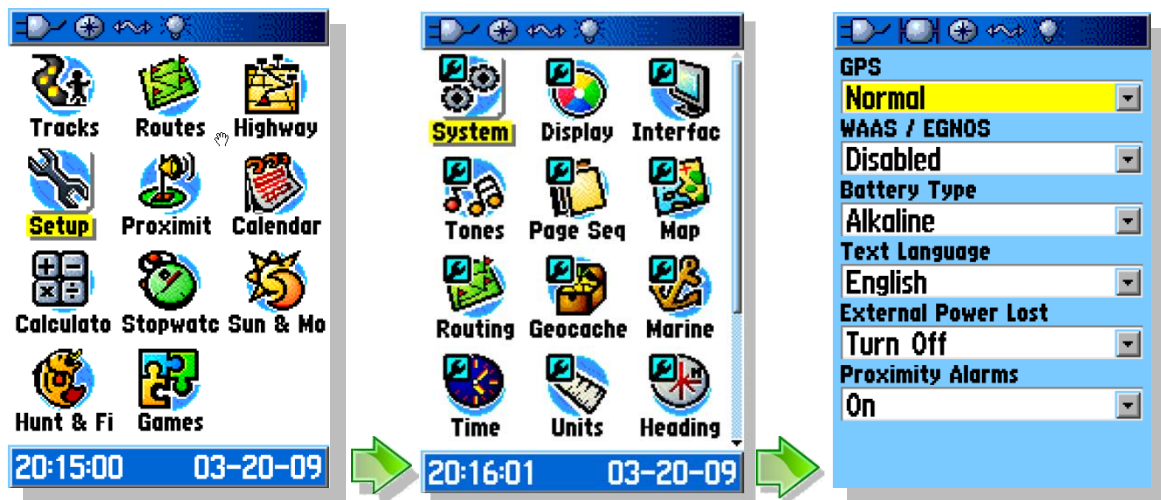 Tracks Routes Highway
Setup Proximit Calendar
Calculato Stopwatc Sun & Mo
Hunt & Fi Games
20:15:00 03-20-09
System Display Interfac
Tones Page Seq Map
Routing Geocache Marine
Time Units Heading
20:16:01 03-20-09
GPS
Normal
WAAS / EGNOS
Disabled
Battery Type
Alkaline
Text Language
English
External Power Lost
Turn Off
Proximity Alarms
On